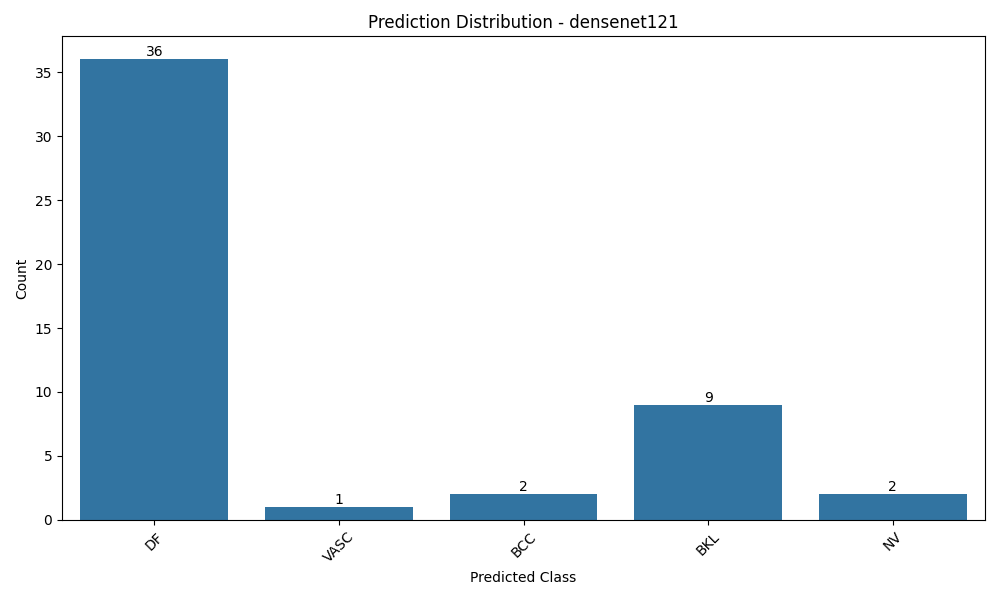 Prediction Distribution - densenet121
36
1
2
9
2
35
30
25
20
15
10
5
0
Count
DF
VASC
BCC
BKL
NV
Predicted Class